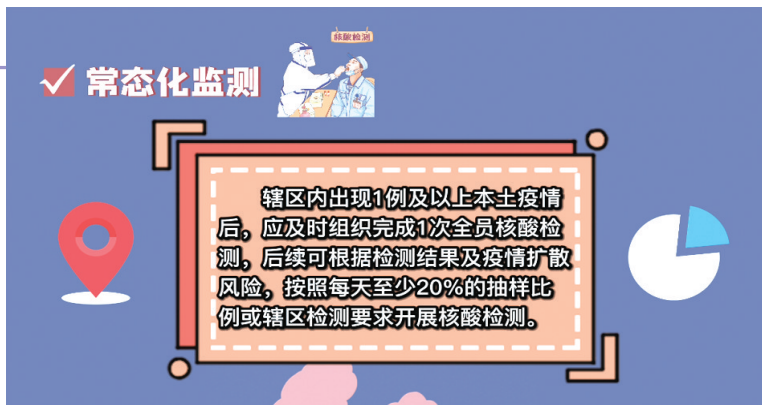 核酸检测
常态化监测
辖区内出现1例及以上本土疫情
后，应及时组织完成1次全员核酸检
测，后续可根据检测结果及疫情扩散
风险，按照每天至少20%的抽样比
例或辖区检测要求开展核酸检测。